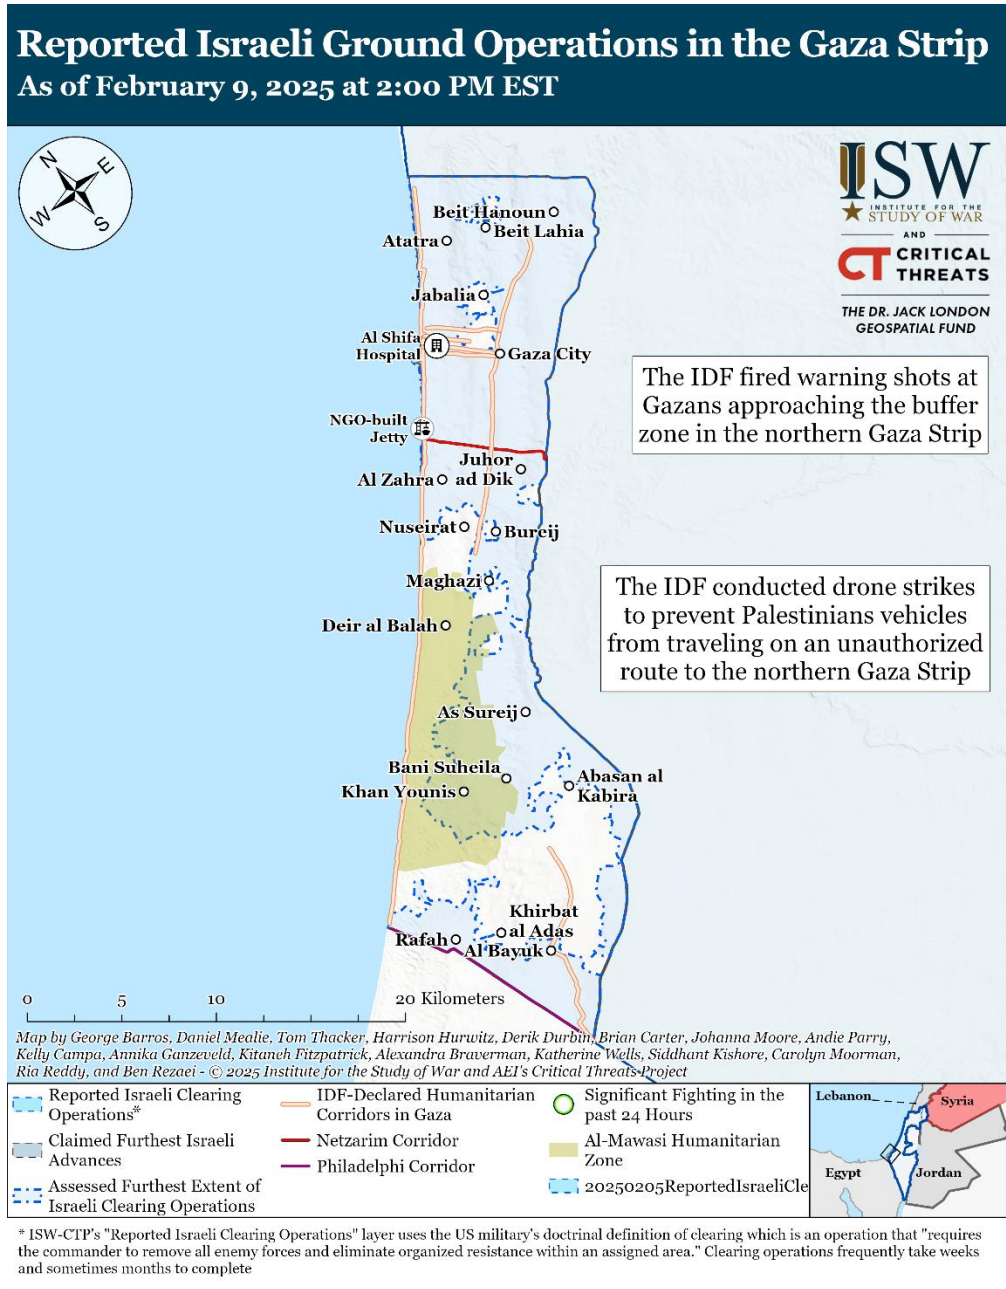 Reported Israeli Ground Operations in the Gaza Strip
As of February 9, 2025 at 2:00 PM EST
N
E
W
S
ISW
INSTITUTE FOR THE
STUDY OF WAR
AND
CT CRITICAL
THREATS
THE DR. JACK LONDON
GEOSPATIAL FUND
Beit Hanoun
Beit Lahia
Atatra
Jabalia
Al Shifa
Hospital
Gaza City
The IDF fired warning shots at
Gazans approaching the buffer
zone in the northern Gaza Strip
NGO-built
Jetty
Juhor
ad Dik
Al Zahra
Nuseirat
Bureij
Maghazi
Deir al Balah
The IDF conducted drone strikes
to prevent Palestinians vehicles
from traveling on an unauthorized
route to the northern Gaza Strip
As Sureij
Bani Suheila
Abasan al
Kabira
Khan Younis
Khirbat
al Adas
Rafah
Al Bayuk
0 5 10 20 Kilometers
Map by George Barros, Daniel Mealie, Tom Thacker, Harrison Hurwitz, Derik Durbin, Brian Carter, Johanna Moore, Andie Parry,
Kelly Campa, Annika Ganzeveld, Kitaneh Fitzpatrick, Alexandra Braverman, Katherine Wells, Siddhant Kishore, Carolyn Moorman,
Ria Reddy, and Ben Rezaei - © 2025 Institute for the Study of War and AEI's Critical Threats Project
Reported Israeli Clearing
Operations*
Claimed Furthest Israeli
Advances
Assessed Furthest Extent of
Israeli Clearing Operations
IDF-Declared Humanitarian
Corridors in Gaza
Netzarim Corridor
Philadelphi Corridor
Significant Fighting in the
past 24 Hours
Al-Mawasi Humanitarian
Zone
20250205ReportedIsraeliCle
Lebanon
Syria
Egypt
Jordan
* ISW-CTP's "Reported Israeli Clearing Operations" layer uses the US military's doctrinal definition of clearing which is an operation that "requires
the commander to remove all enemy forces and eliminate organized resistance within an assigned area." Clearing operations frequently take weeks
and sometimes months to complete